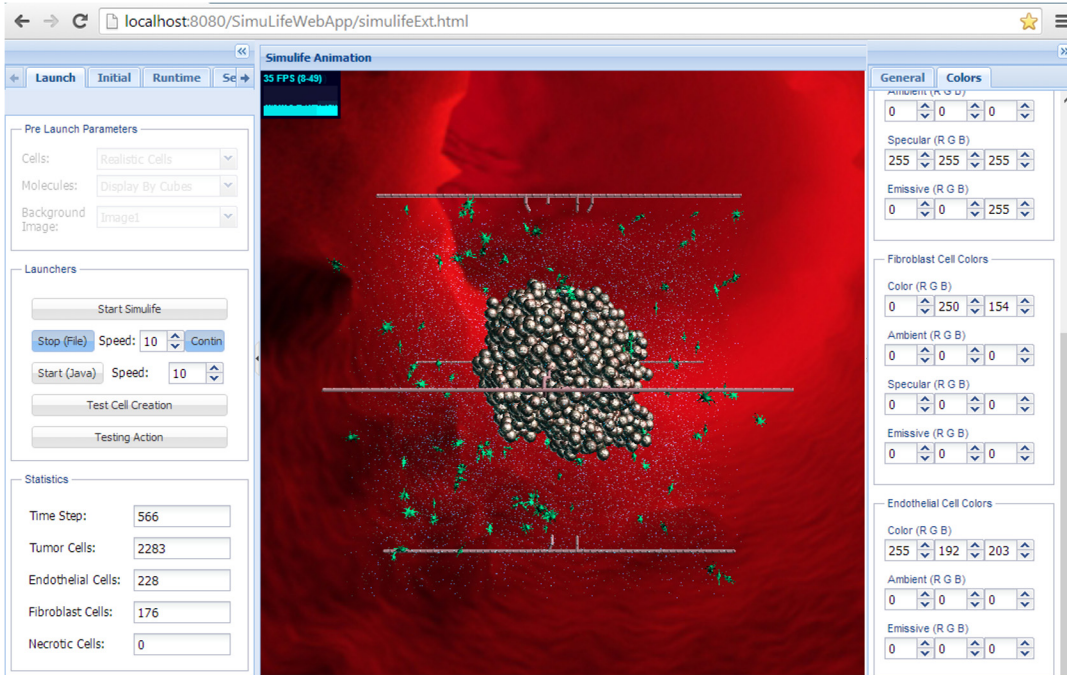 localhost:8080/SimuLifeWebApp/simulifeExt.html
Launch Initial Runtime Se
Pre Launch Parameters
Cells: Realistic Cells
Molecules: Display By Cubes
Background Image: Image1
Launchers
Start Simulife
Stop (File) Speed: 10 Contin
Start (Java) Speed: 10
Test Cell Creation
Testing Action
Statistics
Time Step: 566
Tumor Cells: 2283
Endothelial Cells: 228
Fibroblast Cells: 176
Necrotic Cells: 0
Simulife Animation
35 FPS (8-49)
General Colors
Ambient (R G B)
0 0 0
Specular (R G B)
255 255 255
Emissive (R G B)
0 0 255
Fibroblast Cell Colors
Color (R G B)
0 250 154
Ambient (R G B)
0 0 0
Specular (R G B)
0 0 0
Emissive (R G B)
0 0 0
Endothelial Cell Colors
Color (R G B)
255 192 203
Ambient (R G B)
0 0 0
Emissive (R G B)
0 0 0